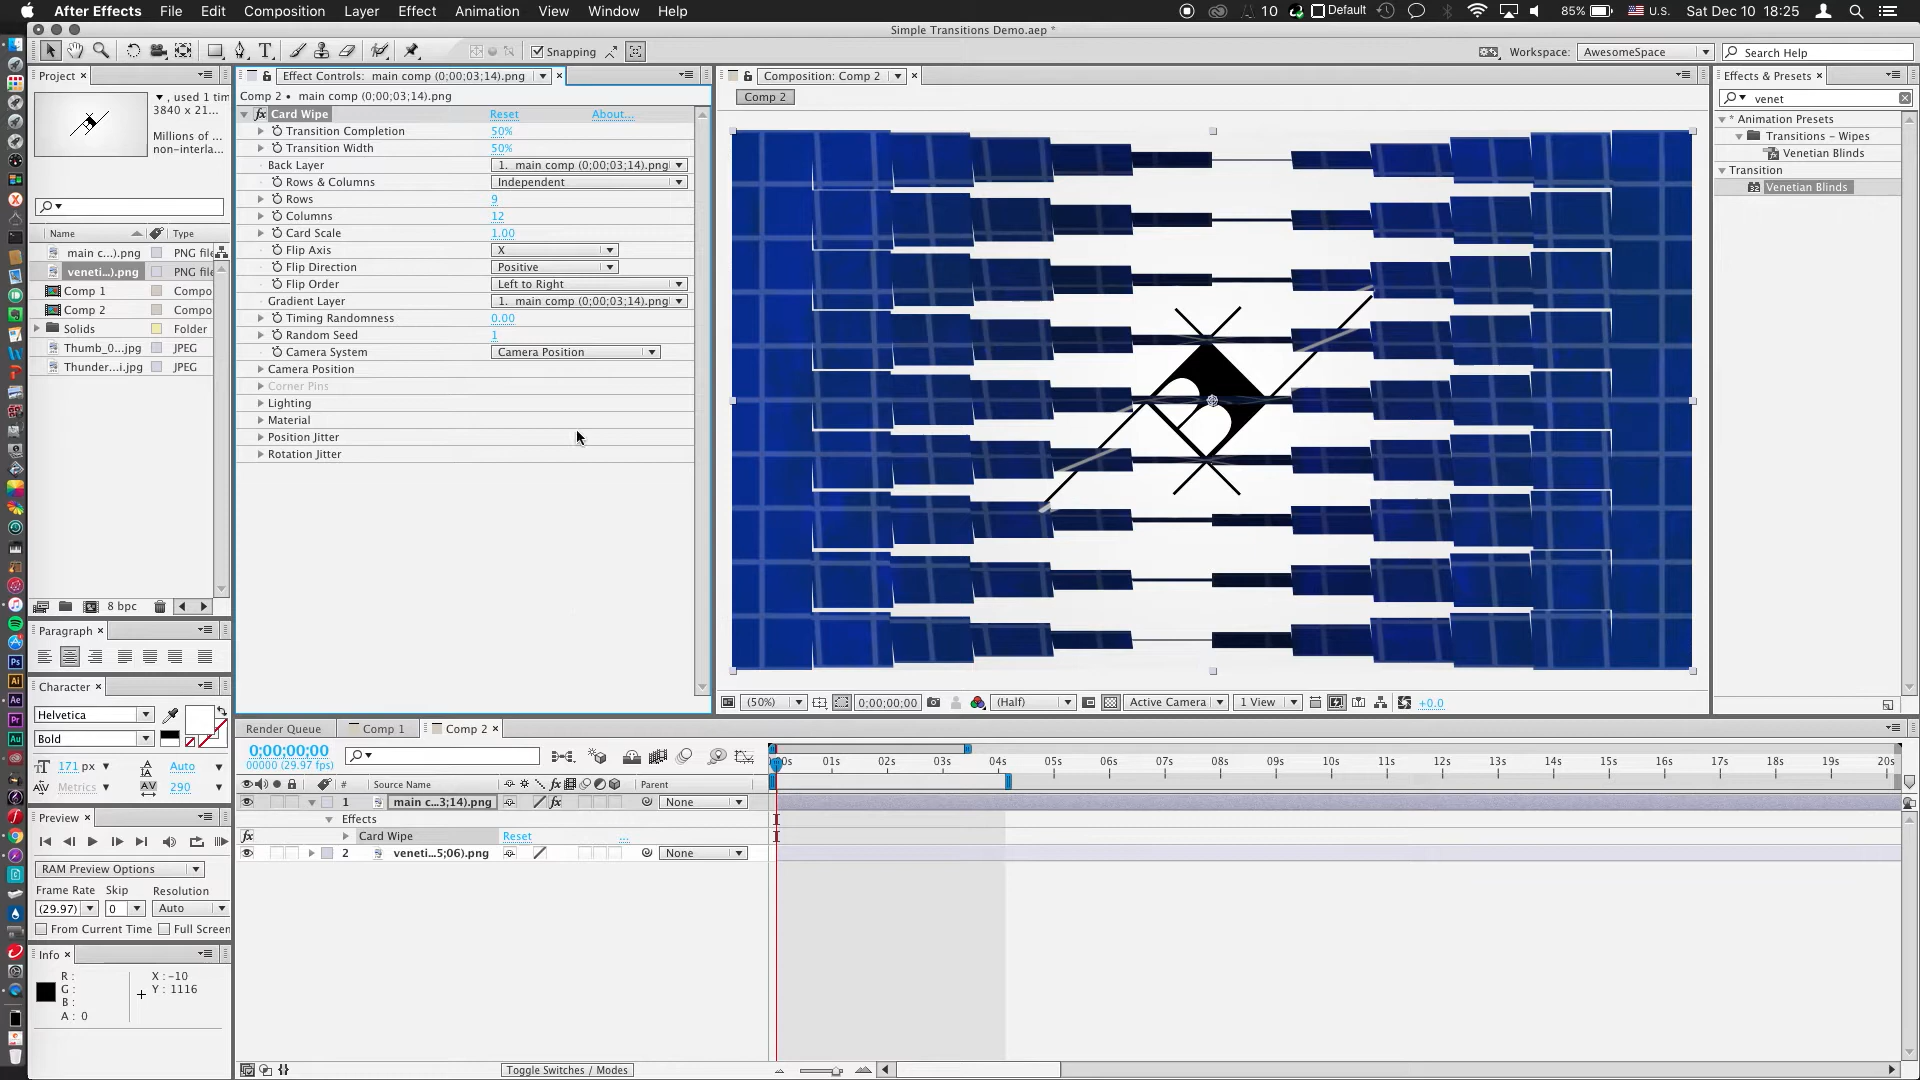 After Effects File Edit Composition Layer Effect Animation View Window Help 10 Default 85% U.S. Sat Dec 10 18:25
Simple Transitions Demo.aep *
Snapping Workspace: AwesomeSpace Search Help
Project
, used 1 tim
3840 x 21...
Millions of ...
non-interla...
Name Type
main c...).png PNG file
veneti...).png PNG file
Comp 1 Compo
Comp 2 Compo
Solids Folder
Thumb_0...jpg JPEG
Thunder...i.jpg JPEG
8 bpc
Paragraph
Character
Helvetica
Bold
171 px Auto
Metrics 290
Preview
RAM Preview Options
Frame Rate Skip Resolution
(29.97) 0 Auto
From Current Time Full Screen
Info
R :
G :
B :
A : 0
X : -10
Y : 1116
Effect Controls: main comp (0;00;03;14).png
Comp 2 • main comp (0;00;03;14).png
fx Card Wipe Reset About...
Transition Completion 50%
Transition Width 50%
Back Layer 1. main comp (0;00;03;14).png
Rows & Columns Independent
Rows 9
Columns 12
Card Scale 1.00
Flip Axis X
Flip Direction Positive
Flip Order Left to Right
Gradient Layer 1. main comp (0;00;03;14).png
Timing Randomness 0.00
Random Seed 1
Camera System Camera Position
Camera Position
Corner Pins
Lighting
Material
Position Jitter
Rotation Jitter
Composition: Comp 2
Comp 2
(50%) 0;00;00;00 (Half) Active Camera 1 View +0.0
Effects & Presets
venet
* Animation Presets
Transitions – Wipes
Venetian Blinds
Transition
Venetian Blinds
Render Queue Comp 1 Comp 2
0;00;00;00
00000 (29.97 fps)
# Source Name fx Parent
1 main c...3;14).png fx None
Effects
fx Card Wipe Reset ...
2 veneti...5;06).png None
01s 02s 03s 04s 05s 06s 07s 08s 09s 10s 11s 12s 13s 14s 15s 16s 17s 18s 19s 20s
Toggle Switches / Modes
Ps
Ai
Ae
Pr
Au